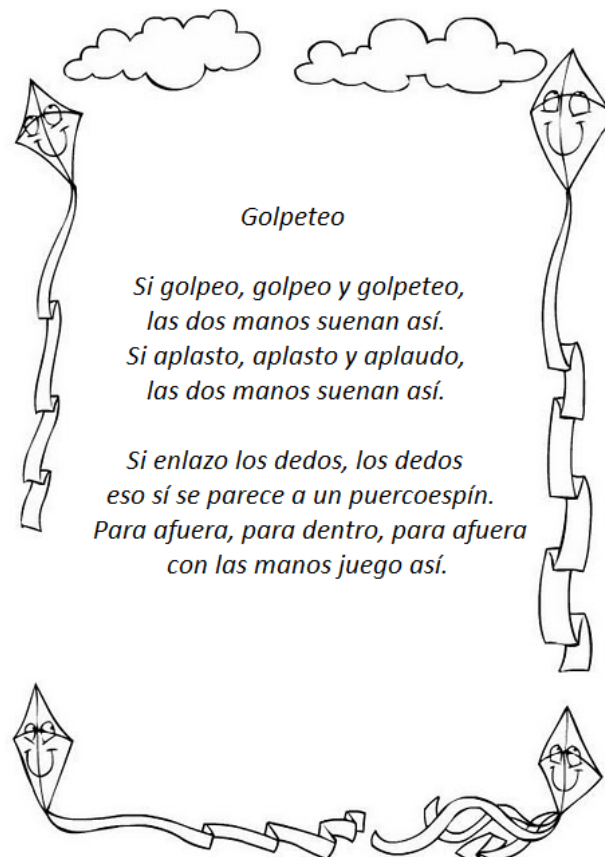 Golpeteo
Si golpeo, golpeo y golpeteo,
las dos manos suenan así.
Si aplasto, aplasto y aplaudo,
las dos manos suenan así.
Si enlazo los dedos, los dedos
eso sí se parece a un puercoespín.
Para afuera, para dentro, para afuera
con las manos juego así.